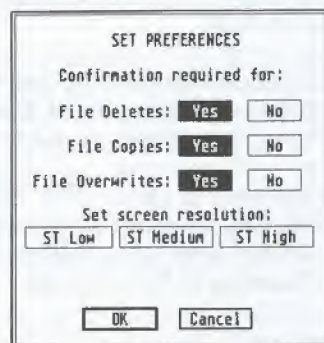 SET PREFERENCES
Confirmation required for:
File Deletes: Yes No
File Copies: Yes No
File Overwrites: Yes No
Set screen resolution:
ST Low ST Medium ST High
OK Cancel